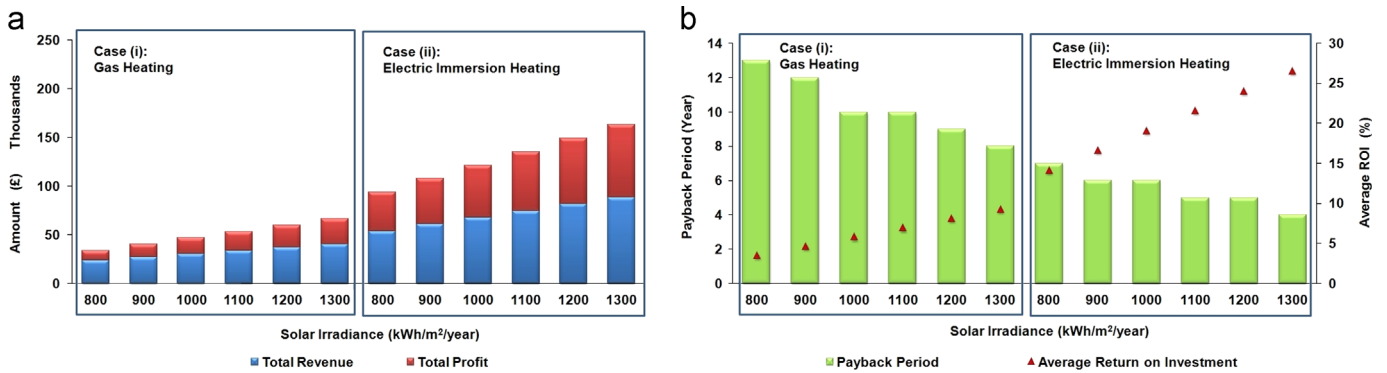 a
250
200
150
100
50
0
Amount (£) Thousands
Case (i):
Gas Heating
Case (ii):
Electric Immersion Heating
800 900 1000 1100 1200 1300 800 900 1000 1100 1200 1300
Solar Irradiance (kWh/m²/year)
Total Revenue Total Profit
b
14
12
10
8
6
4
2
0
Payback Period (Year)
Case (i):
Gas Heating
Case (ii):
Electric Immersion Heating
30
25
20
15
10
5
0
Average ROI (%)
800 900 1000 1100 1200 1300 800 900 1000 1100 1200 1300
Solar Irradiance (kWh/m²/year)
Payback Period Average Return on Investment